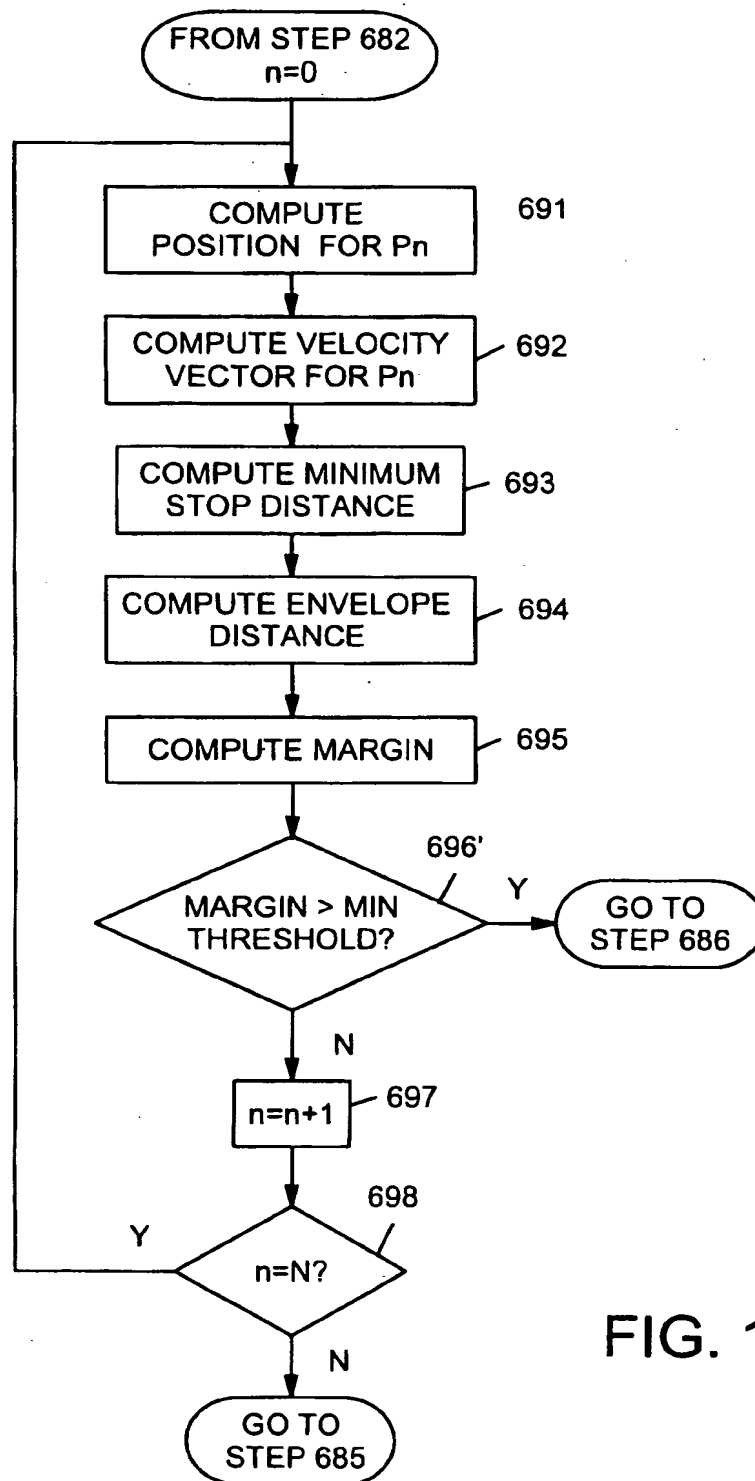 FROM STEP 682
n=0
COMPUTE
POSITION FOR Pn
691
COMPUTE VELOCITY
VECTOR FOR Pn
692
COMPUTE MINIMUM
STOP DISTANCE
693
COMPUTE ENVELOPE
DISTANCE
694
COMPUTE MARGIN
695
696'
MARGIN > MIN
THRESHOLD?
Y
GO TO
STEP 686
N
n=n+1
697
698
Y
n=N?
N
GO TO
STEP 685
FIG.